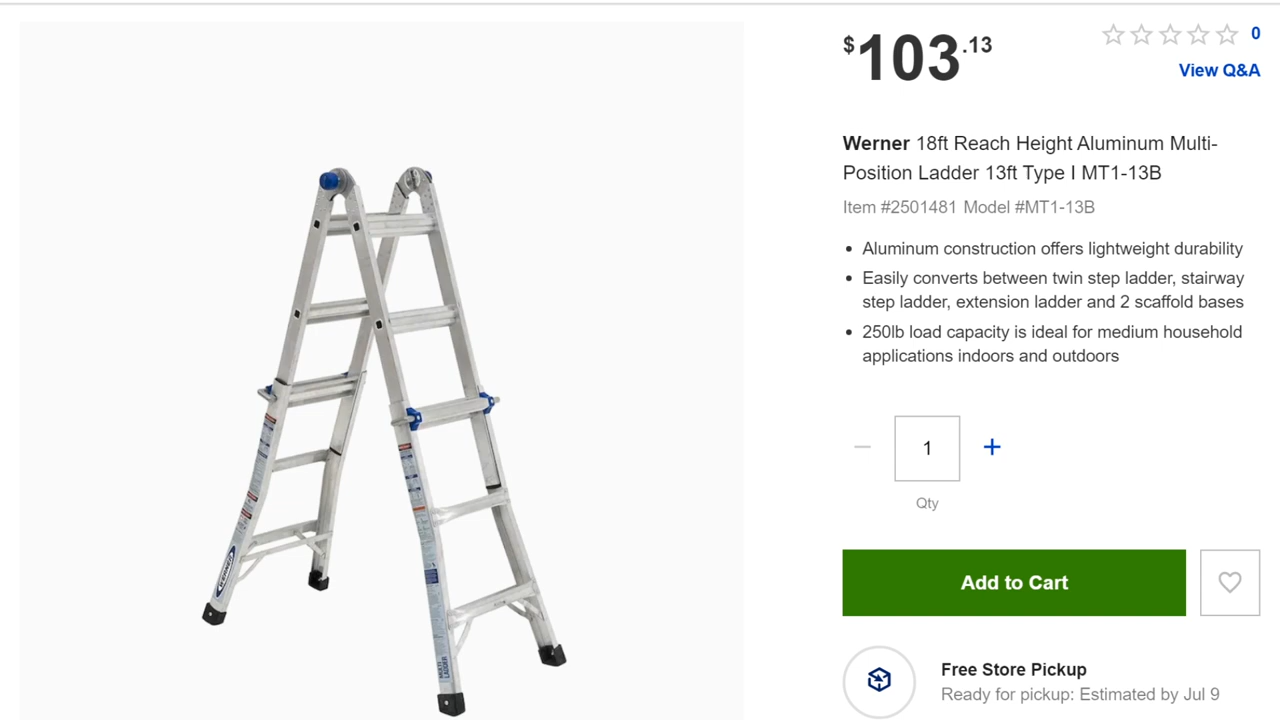 $103.13
0
View Q&A
Werner 18ft Reach Height Aluminum Multi-
Position Ladder 13ft Type I MT1-13B
Item #2501481 Model #MT1-13B
• Aluminum construction offers lightweight durability
• Easily converts between twin step ladder, stairway
step ladder, extension ladder and 2 scaffold bases
• 250lb load capacity is ideal for medium household
applications indoors and outdoors
1
Qty
Add to Cart
Free Store Pickup
Ready for pickup: Estimated by Jul 9
WERNER
MULTI
LADDER